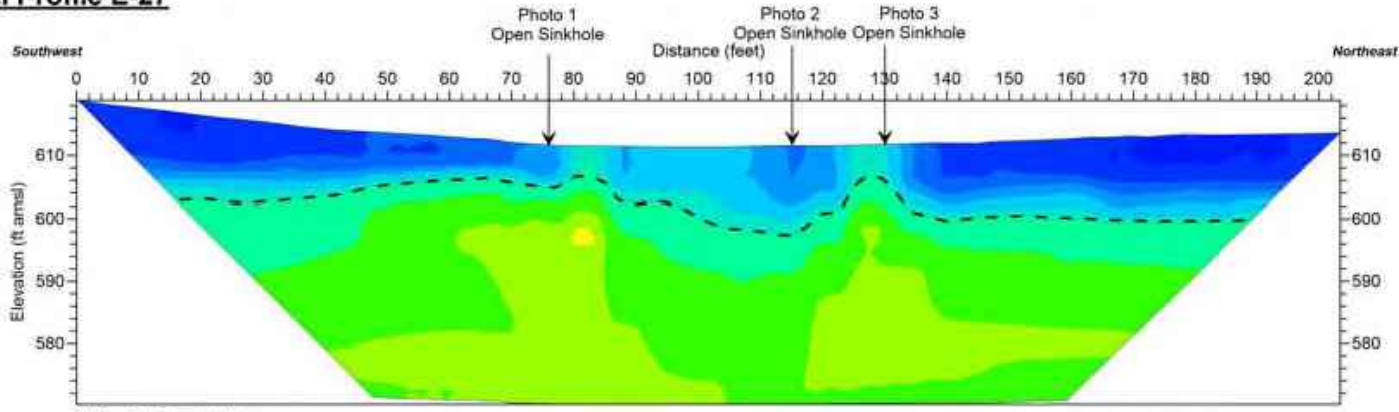 E-27
Photo 1
Open Sinkhole
Photo 2
Open Sinkhole
Photo 3
Open Sinkhole
Southwest
Distance (feet)
Northeast
0 10 20 30 40 50 60 70 80 90 100 110 120 130 140 150 160 170 180 190 200
Elevation (ft amsl)
610
600
590
580
610
600
590
580